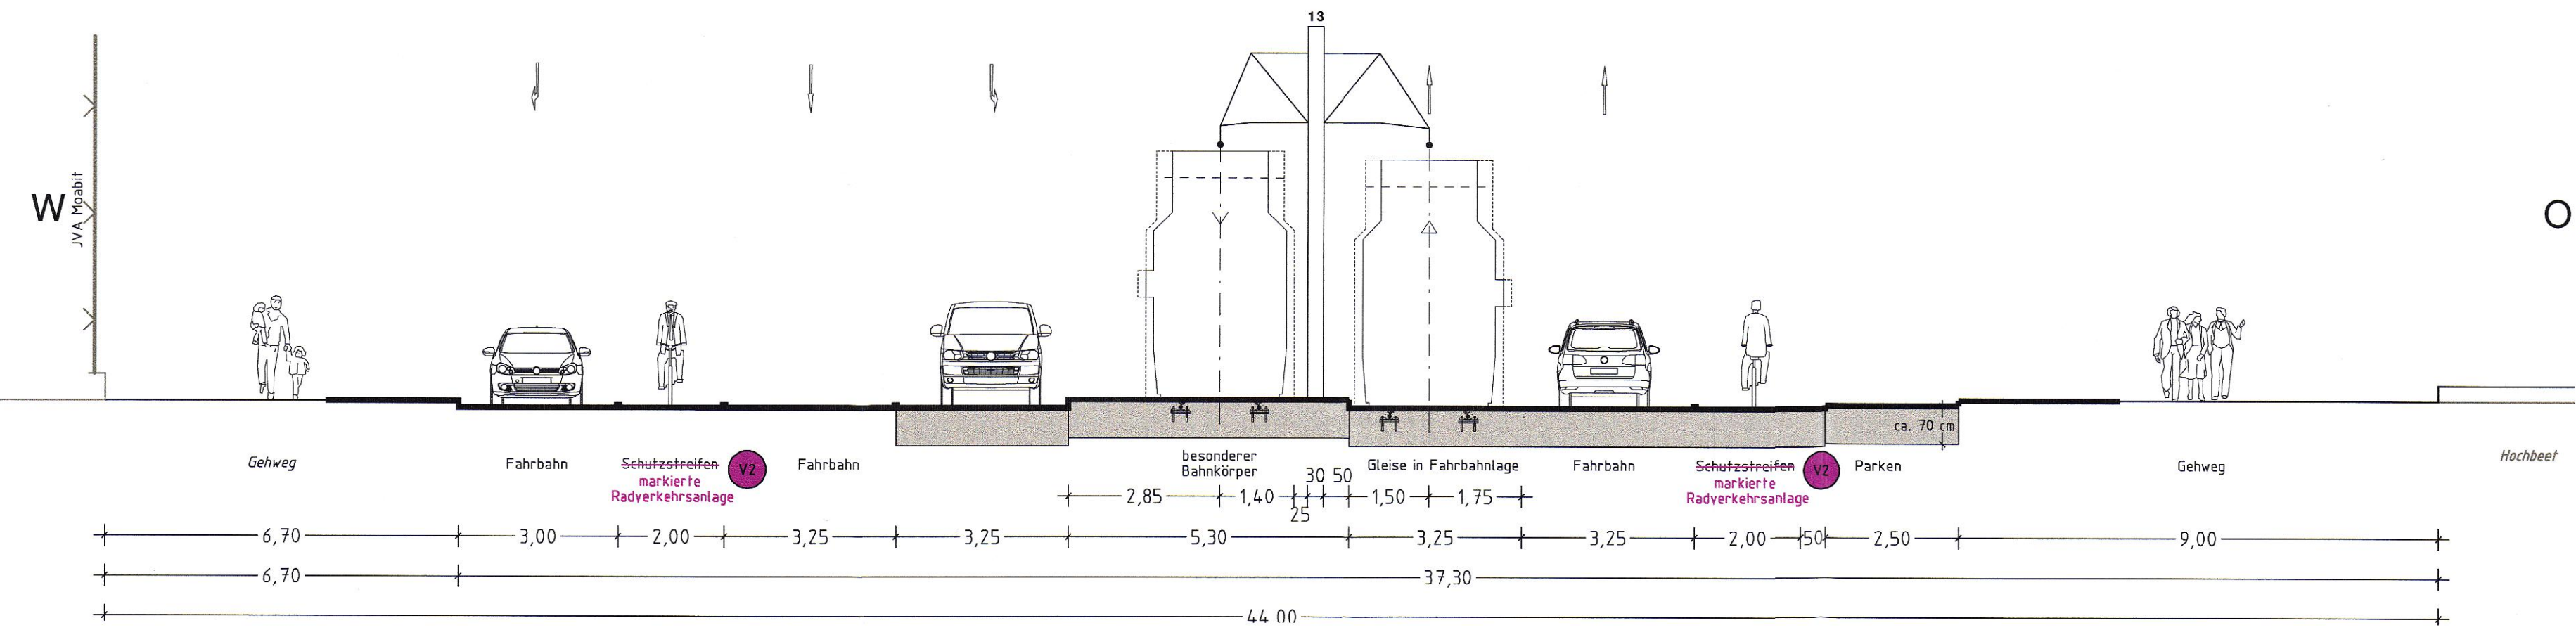 13
W
JVA Moabit
O
ca. 70 cm
Gehweg
Fahrbahn
Schutzstreifen
markierte
Radverkehrsanlage
V2
Fahrbahn
besonderer
Bahnkörper
Gleise in Fahrbahnlage
Fahrbahn
Schutzstreifen
markierte
Radverkehrsanlage
V2
Parken
Gehweg
Hochbeet
2,85 1,40 25 30 50 1,50 1,75
6,70 3,00 2,00 3,25 3,25 5,30 3,25 3,25 2,00 50 2,50 9,00
6,70 37,30
44 00